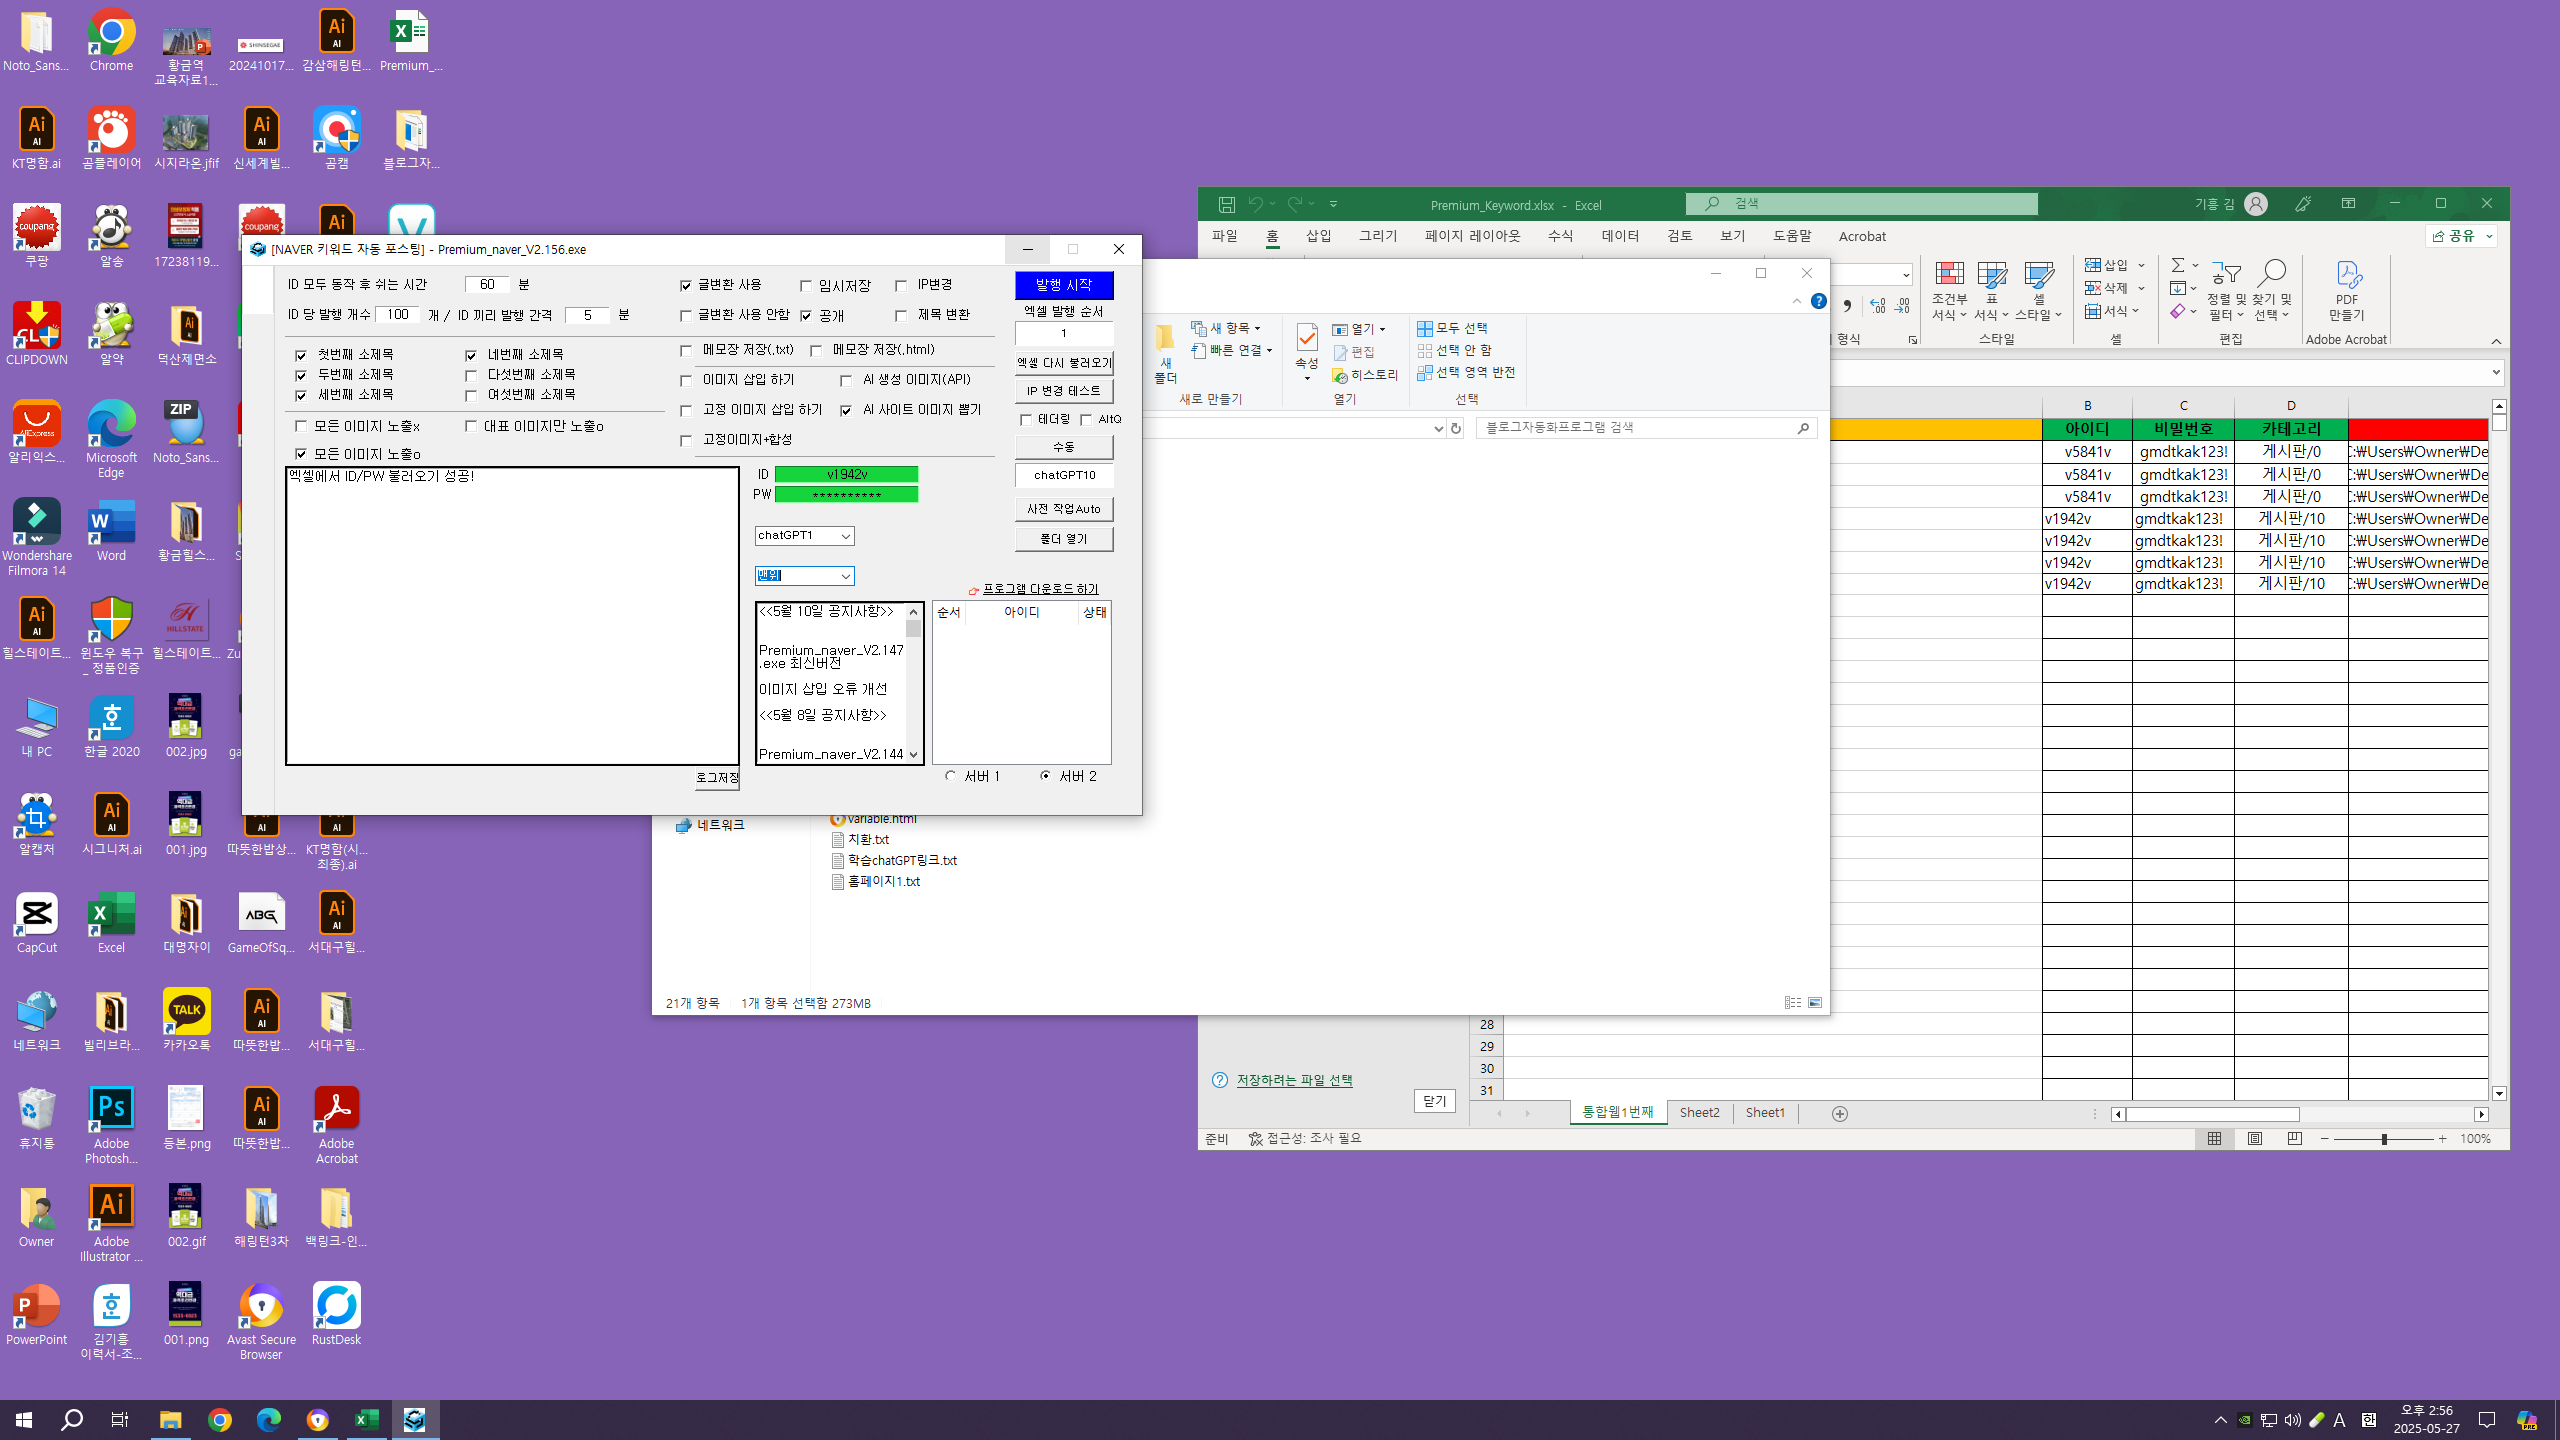 Noto_Sans...
Chrome
황금역
교육자료1...
20241017...
감삼해링턴...
Premium_...
KT명함.ai
곰플레이어
시지라온.jfif
신세계빌...
곰캠
블로그자...
쿠팡
알송
17238119...
CLIPDOWN
알약
덕산제면소
알리익스...
Microsoft
Edge
Noto_Sans...
Wondershare
Filmora 14
Word
황금힐스...
힐스테이트...
윈도우 복구
_ 정품인증
힐스테이트...
내 PC
한글 2020
002.jpg
알캡처
시그니처.ai
001.jpg
따뜻한밥상...
KT명함(시...
최종).ai
CapCut
Excel
대명자이
GameOfSq...
서대구힐...
네트워크
빌리브라...
카카오톡
따뜻한밥...
서대구힐...
휴지통
Adobe
Photosh...
등본.png
따뜻한밥...
Adobe
Acrobat
Owner
Adobe
Illustrator ...
002.gif
해링턴3차
백링크-인...
PowerPoint
김기흥
이력서-조...
001.png
Avast Secure
Browser
RustDesk
[NAVER 키워드 자동 포스팅] - Premium_naver_V2.156.exe
ID 모두 동작 후 쉬는 시간 60 분
ID 당 발행 개수 100 개 / ID 끼리 발행 간격 5 분
글변환 사용 임시저장 IP변경
글변환 사용 안함 공개 제목 변환
발행 시작
엑셀 발행 순서
1
엑셀 다시 불러오기
IP 변경 테스트
테더링 AltQ
수동
chatGPT10
사전 작업Auto
폴더 열기
첫번째 소제목 네번째 소제목
두번째 소제목 다섯번째 소제목
세번째 소제목 여섯번째 소제목
모든 이미지 노출x 대표 이미지만 노출o
모든 이미지 노출o
메모장 저장(.txt) 메모장 저장(.html)
이미지 삽입 하기 AI 생성 이미지(API)
고정 이미지 삽입 하기 AI 사이트 이미지 뽑기
고정이미지+합성
엑셀에서 ID/PW 불러오기 성공!
ID v1942v
PW **********
chatGPT1
맨위
프로그램 다운로드 하기
<<5월 10일 공지사항>>
Premium_naver_V2.147
.exe 최신버전
이미지 삽입 오류 개선
<<5월 8일 공지사항>>
Premium_naver_V2.144
순서 아이디 상태
서버 1 서버 2
로그저장
새
폴더
새 항목
빠른 연결
새로 만들기
속성
열기
편집
히스토리
열기
모두 선택
선택 안 함
선택 영역 반전
선택
블로그자동화프로그램 검색
네트워크
variable.html
치환.txt
학습chatGPT링크.txt
홈페이지1.txt
21개 항목 1개 항목 선택함 273MB
Premium_Keyword.xlsx - Excel
검색
기흥 김
파일 홈 삽입 그리기 페이지 레이아웃 수식 데이터 검토 보기 도움말 Acrobat
공유
조건부
서식
표
서식
셀
스타일
스타일
삽입
삭제
서식
셀
정렬 및
필터
찾기 및
선택
편집
PDF
만들기
Adobe Acrobat
형식
B C D
아이디 비밀번호 카테고리
v5841v gmdtkak123! 게시판/0 C:₩Users₩Owner₩De
v5841v gmdtkak123! 게시판/0 C:₩Users₩Owner₩De
v5841v gmdtkak123! 게시판/0 C:₩Users₩Owner₩De
v1942v gmdtkak123! 게시판/10 C:₩Users₩Owner₩De
v1942v gmdtkak123! 게시판/10 C:₩Users₩Owner₩De
v1942v gmdtkak123! 게시판/10 C:₩Users₩Owner₩De
v1942v gmdtkak123! 게시판/10 C:₩Users₩Owner₩De
28
29
30
31
저장하려는 파일 선택
닫기
통합웰1번째 Sheet2 Sheet1
준비 접근성: 조사 필요
100%
A 한
오후 2:56
2025-05-27